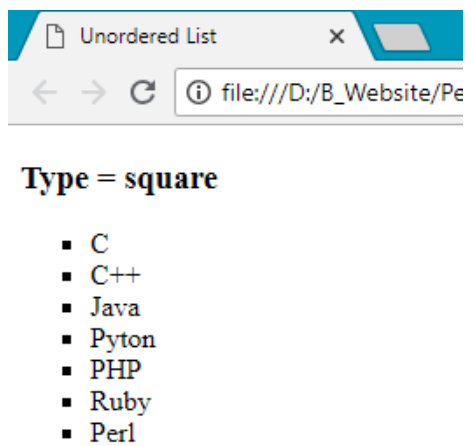 Unordered List
file:///D:/B_Website/Pe
Type = square
C
C++
Java
Pyton
PHP
Ruby
Perl